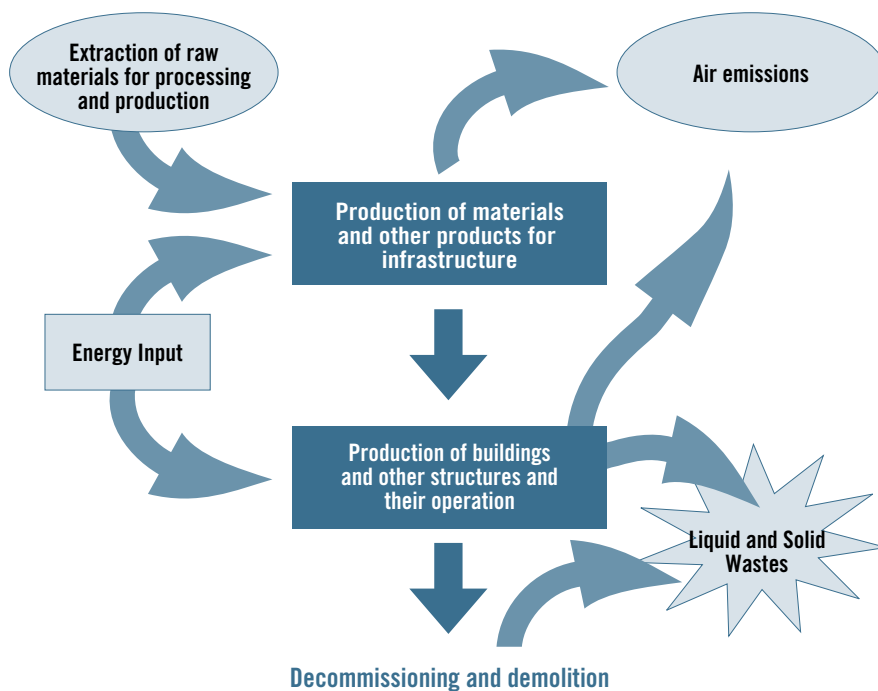 Extraction of raw
materials for processing
and production
Air emissions
Production of materials
and other products for
infrastructure
Energy Input
Production of buildings
and other structures and
their operation
Liquid and Solid
Wastes
Decommissioning and demolition